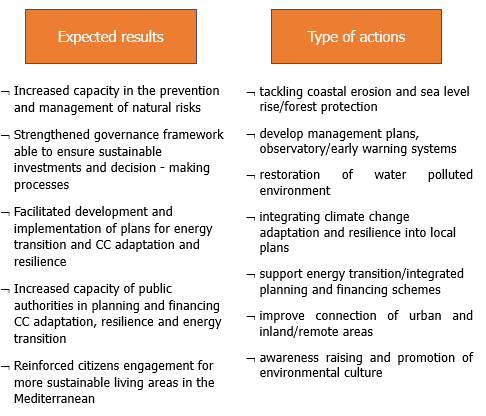 Expected results
¬ Increased capacity in the prevention
and management of natural risks
¬ Strengthened governance framework
able to ensure sustainable
investments and decision - making
processes
¬ Facilitated development and
implementation of plans for energy
transition and CC adaptation and
resilience
¬ Increased capacity of public
authorities in planning and financing
CC adaptation, resilience and energy
transition
¬ Reinforced citizens engagement for
more sustainable living areas in the
Mediterranean
Type of actions
¬ tackling coastal erosion and sea level
rise/forest protection
¬ develop management plans,
observatory/early warning systems
¬ restoration of water polluted
environment
¬ integrating climate change
adaptation and resilience into local
plans
¬ support energy transition/integrated
planning and financing schemes
¬ improve connection of urban and
inland/remote areas
¬ awareness raising and promotion of
environmental culture